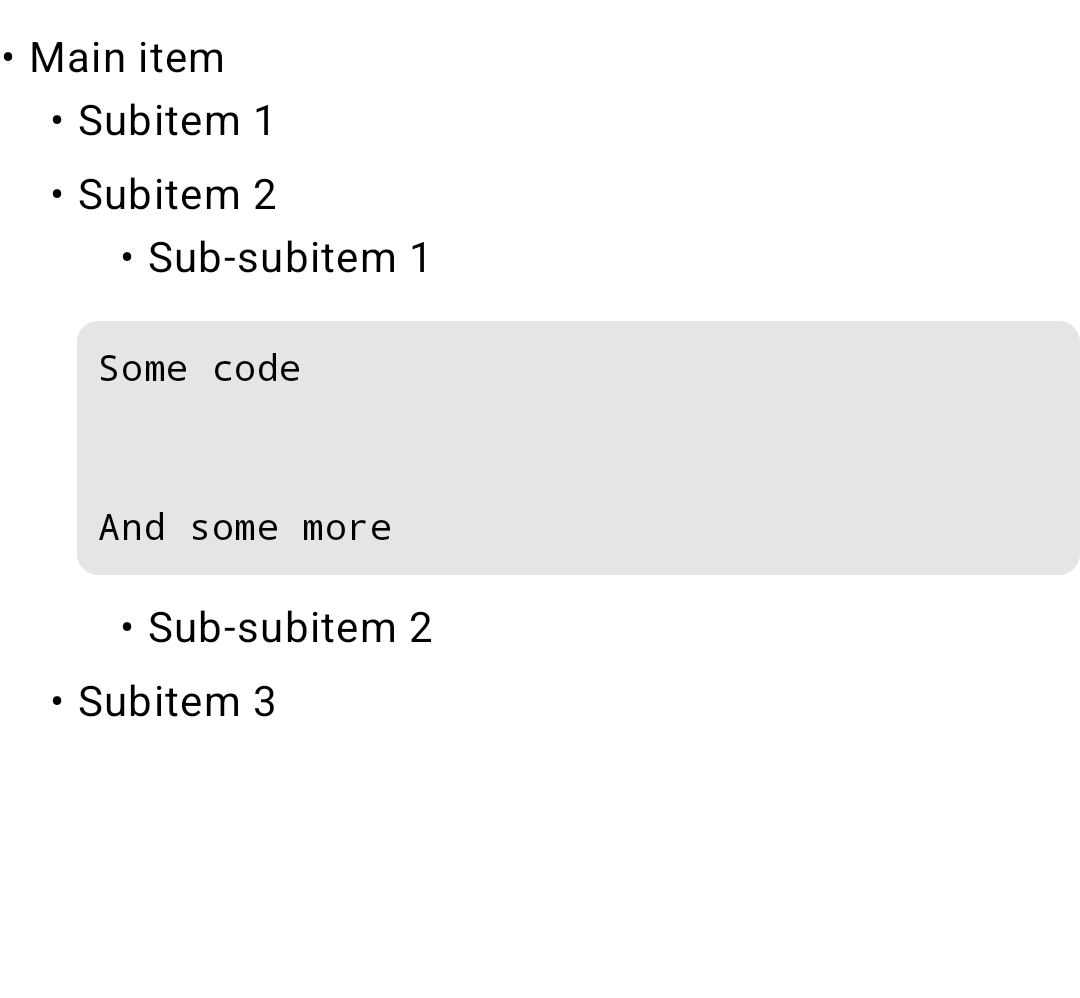 • Main item
• Subitem 1
• Subitem 2
• Sub-subitem 1
Some code
And some more
• Sub-subitem 2
• Subitem 3